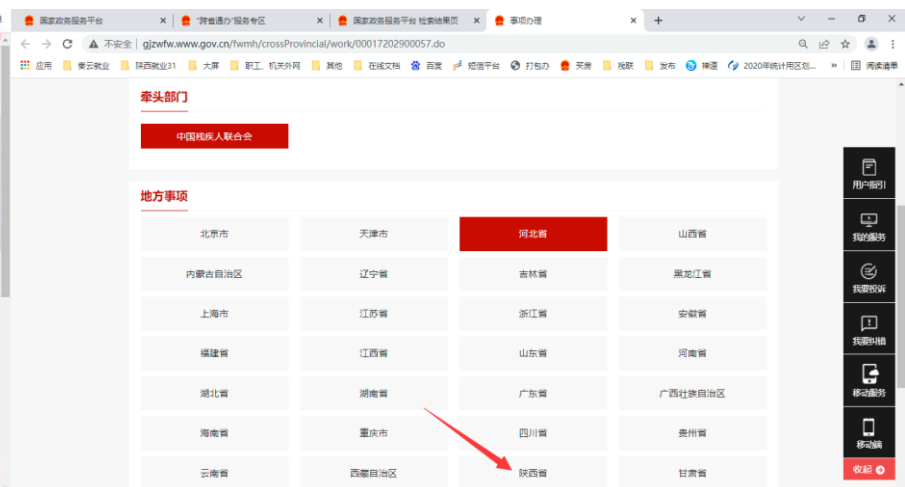 国家政务服务平台 "跨省通办"服务专区 国家政务服务平台 检索结果页 事项办理
不安全 gjzwfw.www.gov.cn/fwmh/crossProvincial/work/00017202900057.do
应用 秦云就业 陕西就业31 大屏 职工、机关外网 其他 在线文档 百度 短信平台 打包办 买房 残联 发布 禅道 2020年统计用区划... » 阅读清单
牵头部门
中国残疾人联合会
地方事项
北京市 天津市 河北省 山西省
内蒙古自治区 辽宁省 吉林省 黑龙江省
上海市 江苏省 浙江省 安徽省
福建省 江西省 山东省 河南省
湖北省 湖南省 广东省 广西壮族自治区
海南省 重庆市 四川省 贵州省
云南省 西藏自治区 陕西省 甘肃省
用户指引
我的服务
我要投诉
我要纠错
移动服务
移动端
收起